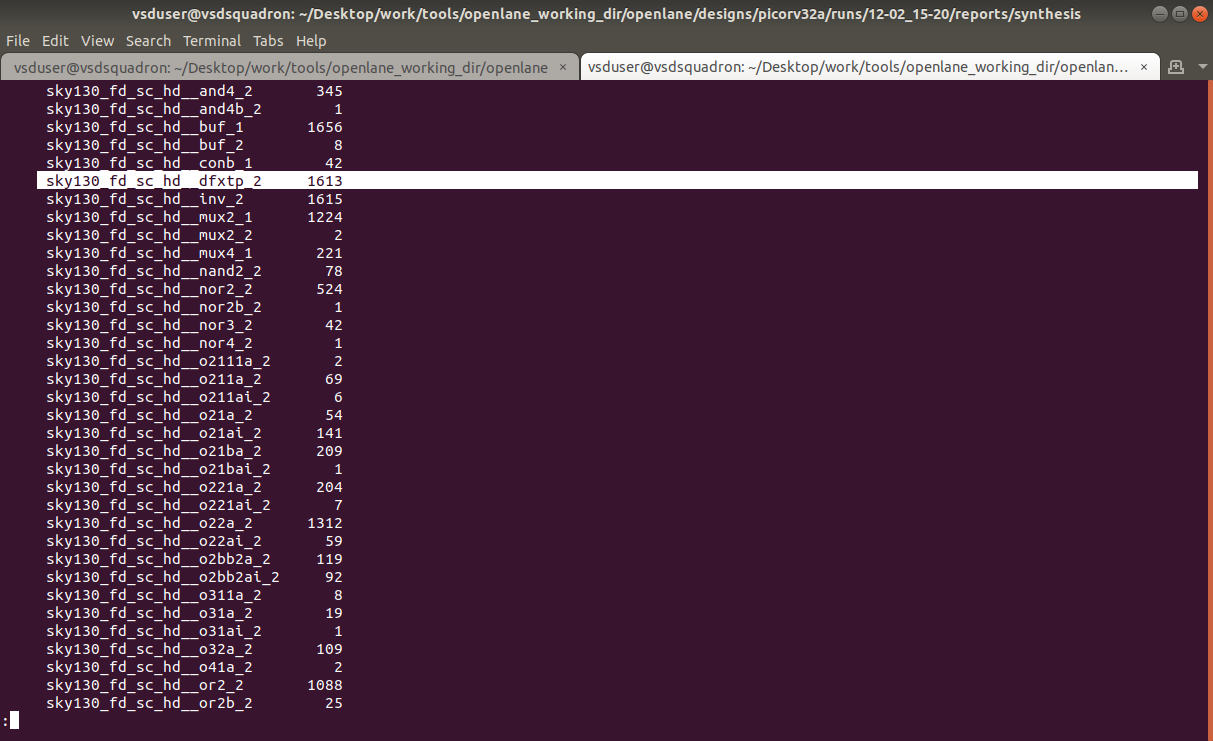 vsduser@vsdsquadron: ~/Desktop/work/tools/openlane_working_dir/openlane/designs/picorv32a/runs/12-02_15-20/reports/synthesis
File Edit View Search Terminal Tabs Help
vsduser@vsdsquadron: ~/Desktop/work/tools/openlane_working_dir/openlane × vsduser@vsdsquadron: ~/Desktop/work/tools/openlane_working_dir/openlan... ×
sky130_fd_sc_hd__and4_2 345
sky130_fd_sc_hd__and4b_2 1
sky130_fd_sc_hd__buf_1 1656
sky130_fd_sc_hd__buf_2 8
sky130_fd_sc_hd__conb_1 42
sky130_fd_sc_hd__dfxtp_2 1613
sky130_fd_sc_hd__inv_2 1615
sky130_fd_sc_hd__mux2_1 1224
sky130_fd_sc_hd__mux2_2 2
sky130_fd_sc_hd__mux4_1 221
sky130_fd_sc_hd__nand2_2 78
sky130_fd_sc_hd__nor2_2 524
sky130_fd_sc_hd__nor2b_2 1
sky130_fd_sc_hd__nor3_2 42
sky130_fd_sc_hd__nor4_2 1
sky130_fd_sc_hd__o2111a_2 2
sky130_fd_sc_hd__o211a_2 69
sky130_fd_sc_hd__o211ai_2 6
sky130_fd_sc_hd__o21a_2 54
sky130_fd_sc_hd__o21ai_2 141
sky130_fd_sc_hd__o21ba_2 209
sky130_fd_sc_hd__o21bai_2 1
sky130_fd_sc_hd__o221a_2 204
sky130_fd_sc_hd__o221ai_2 7
sky130_fd_sc_hd__o22a_2 1312
sky130_fd_sc_hd__o22ai_2 59
sky130_fd_sc_hd__o2bb2a_2 119
sky130_fd_sc_hd__o2bb2ai_2 92
sky130_fd_sc_hd__o311a_2 8
sky130_fd_sc_hd__o31a_2 19
sky130_fd_sc_hd__o31ai_2 1
sky130_fd_sc_hd__o32a_2 109
sky130_fd_sc_hd__o41a_2 2
sky130_fd_sc_hd__or2_2 1088
sky130_fd_sc_hd__or2b_2 25
: